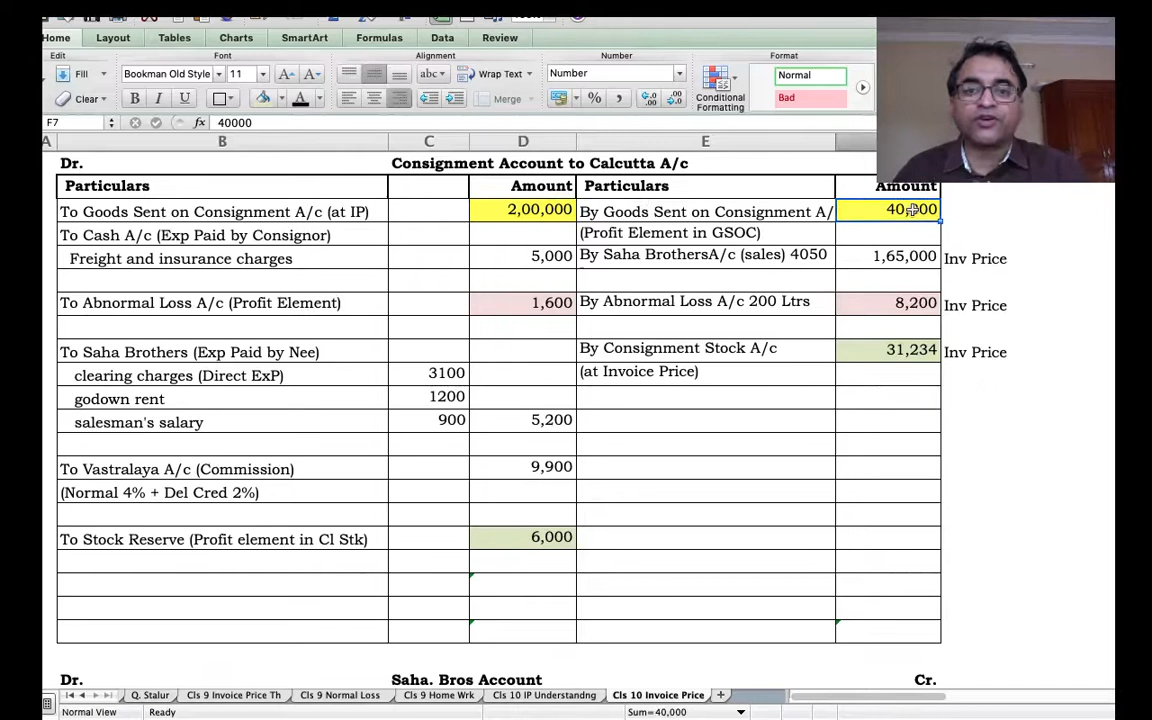 Home Layout Tables Charts SmartArt Formulas Data Review
Edit Font Alignment Number Format
Fill Bookman Old Style 11 A A abc Wrap Text Number Normal
Clear B I U A Merge % Conditional Formatting Bad
F7 fx 40000
A B C D E
Dr. Consignment Account to Calcutta A/c
Particulars Amount Particulars Amount
To Goods Sent on Consignment A/c (at IP) 2,00,000 By Goods Sent on Consignment A/ 40,000
To Cash A/c (Exp Paid by Consignor) (Profit Element in GSOC)
Freight and insurance charges 5,000 By Saha BrothersA/c (sales) 4050 1,65,000 Inv Price
To Abnormal Loss A/c (Profit Element) 1,600 By Abnormal Loss A/c 200 Ltrs 8,200 Inv Price
To Saha Brothers (Exp Paid by Nee) By Consignment Stock A/c 31,234 Inv Price
clearing charges (Direct ExP) 3100 (at Invoice Price)
godown rent 1200
salesman's salary 900 5,200
To Vastralaya A/c (Commission) 9,900
(Normal 4% + Del Cred 2%)
To Stock Reserve (Profit element in Cl Stk) 6,000
Dr. Saha. Bros Account Cr.
Q. Stalur Cls 9 Invoice Price Th Cls 9 Normal Loss Cls 9 Home Wrk Cls 10 IP Understandng Cls 10 Invoice Price +
Normal View Ready Sum=40,000